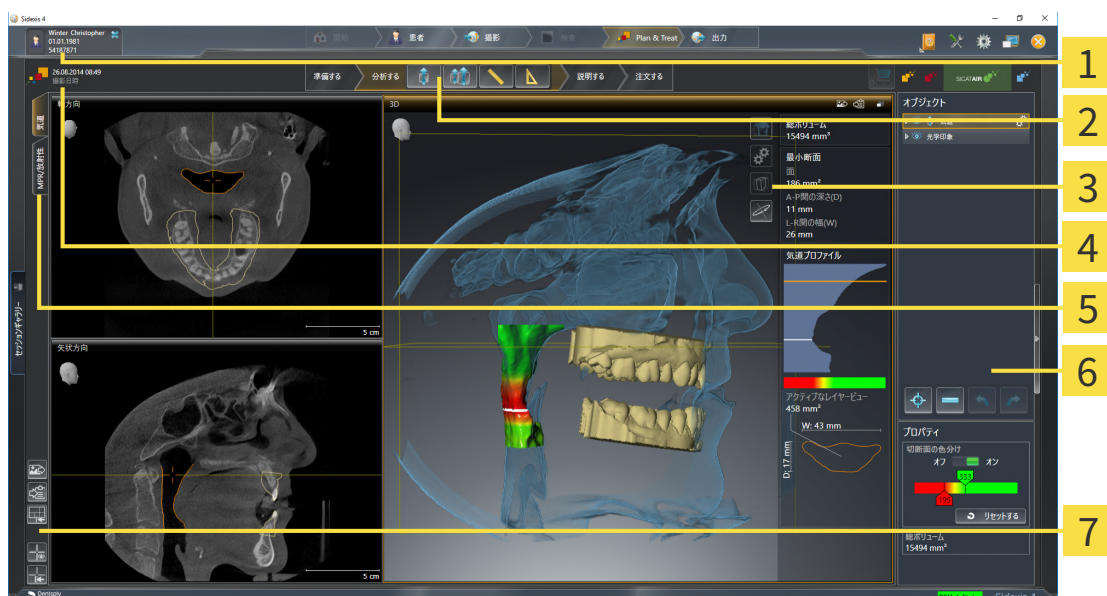 Sidexis 4
Winter Christopher
01.01.1981
54187871
開始
患者
撮影
検査
Plan & Treat
出力
1
26.08.2014 08:49
撮影日時
準備する
分析する
説明する
注文する
SICATAIR
2
気道
MPR/放射性
軸方向
5 cm
3D
総ボリューム
15494 mm³
最小断面
面
186 mm²
A-P間の深さ(D)
11 mm
L-R間の幅(W)
26 mm
気道プロファイル
オブジェクト
気道
光学印象
3
4
5
6
セッションギャラリー
矢状方向
5 cm
アクティブなレイヤービュー
458 mm²
W: 43 mm
D: 17 mm
プロパティ
切断面の色分け
オフ
オン
333
195
リセットする
総ボリューム
15494 mm³
7
Dentsply
Sidexis 4